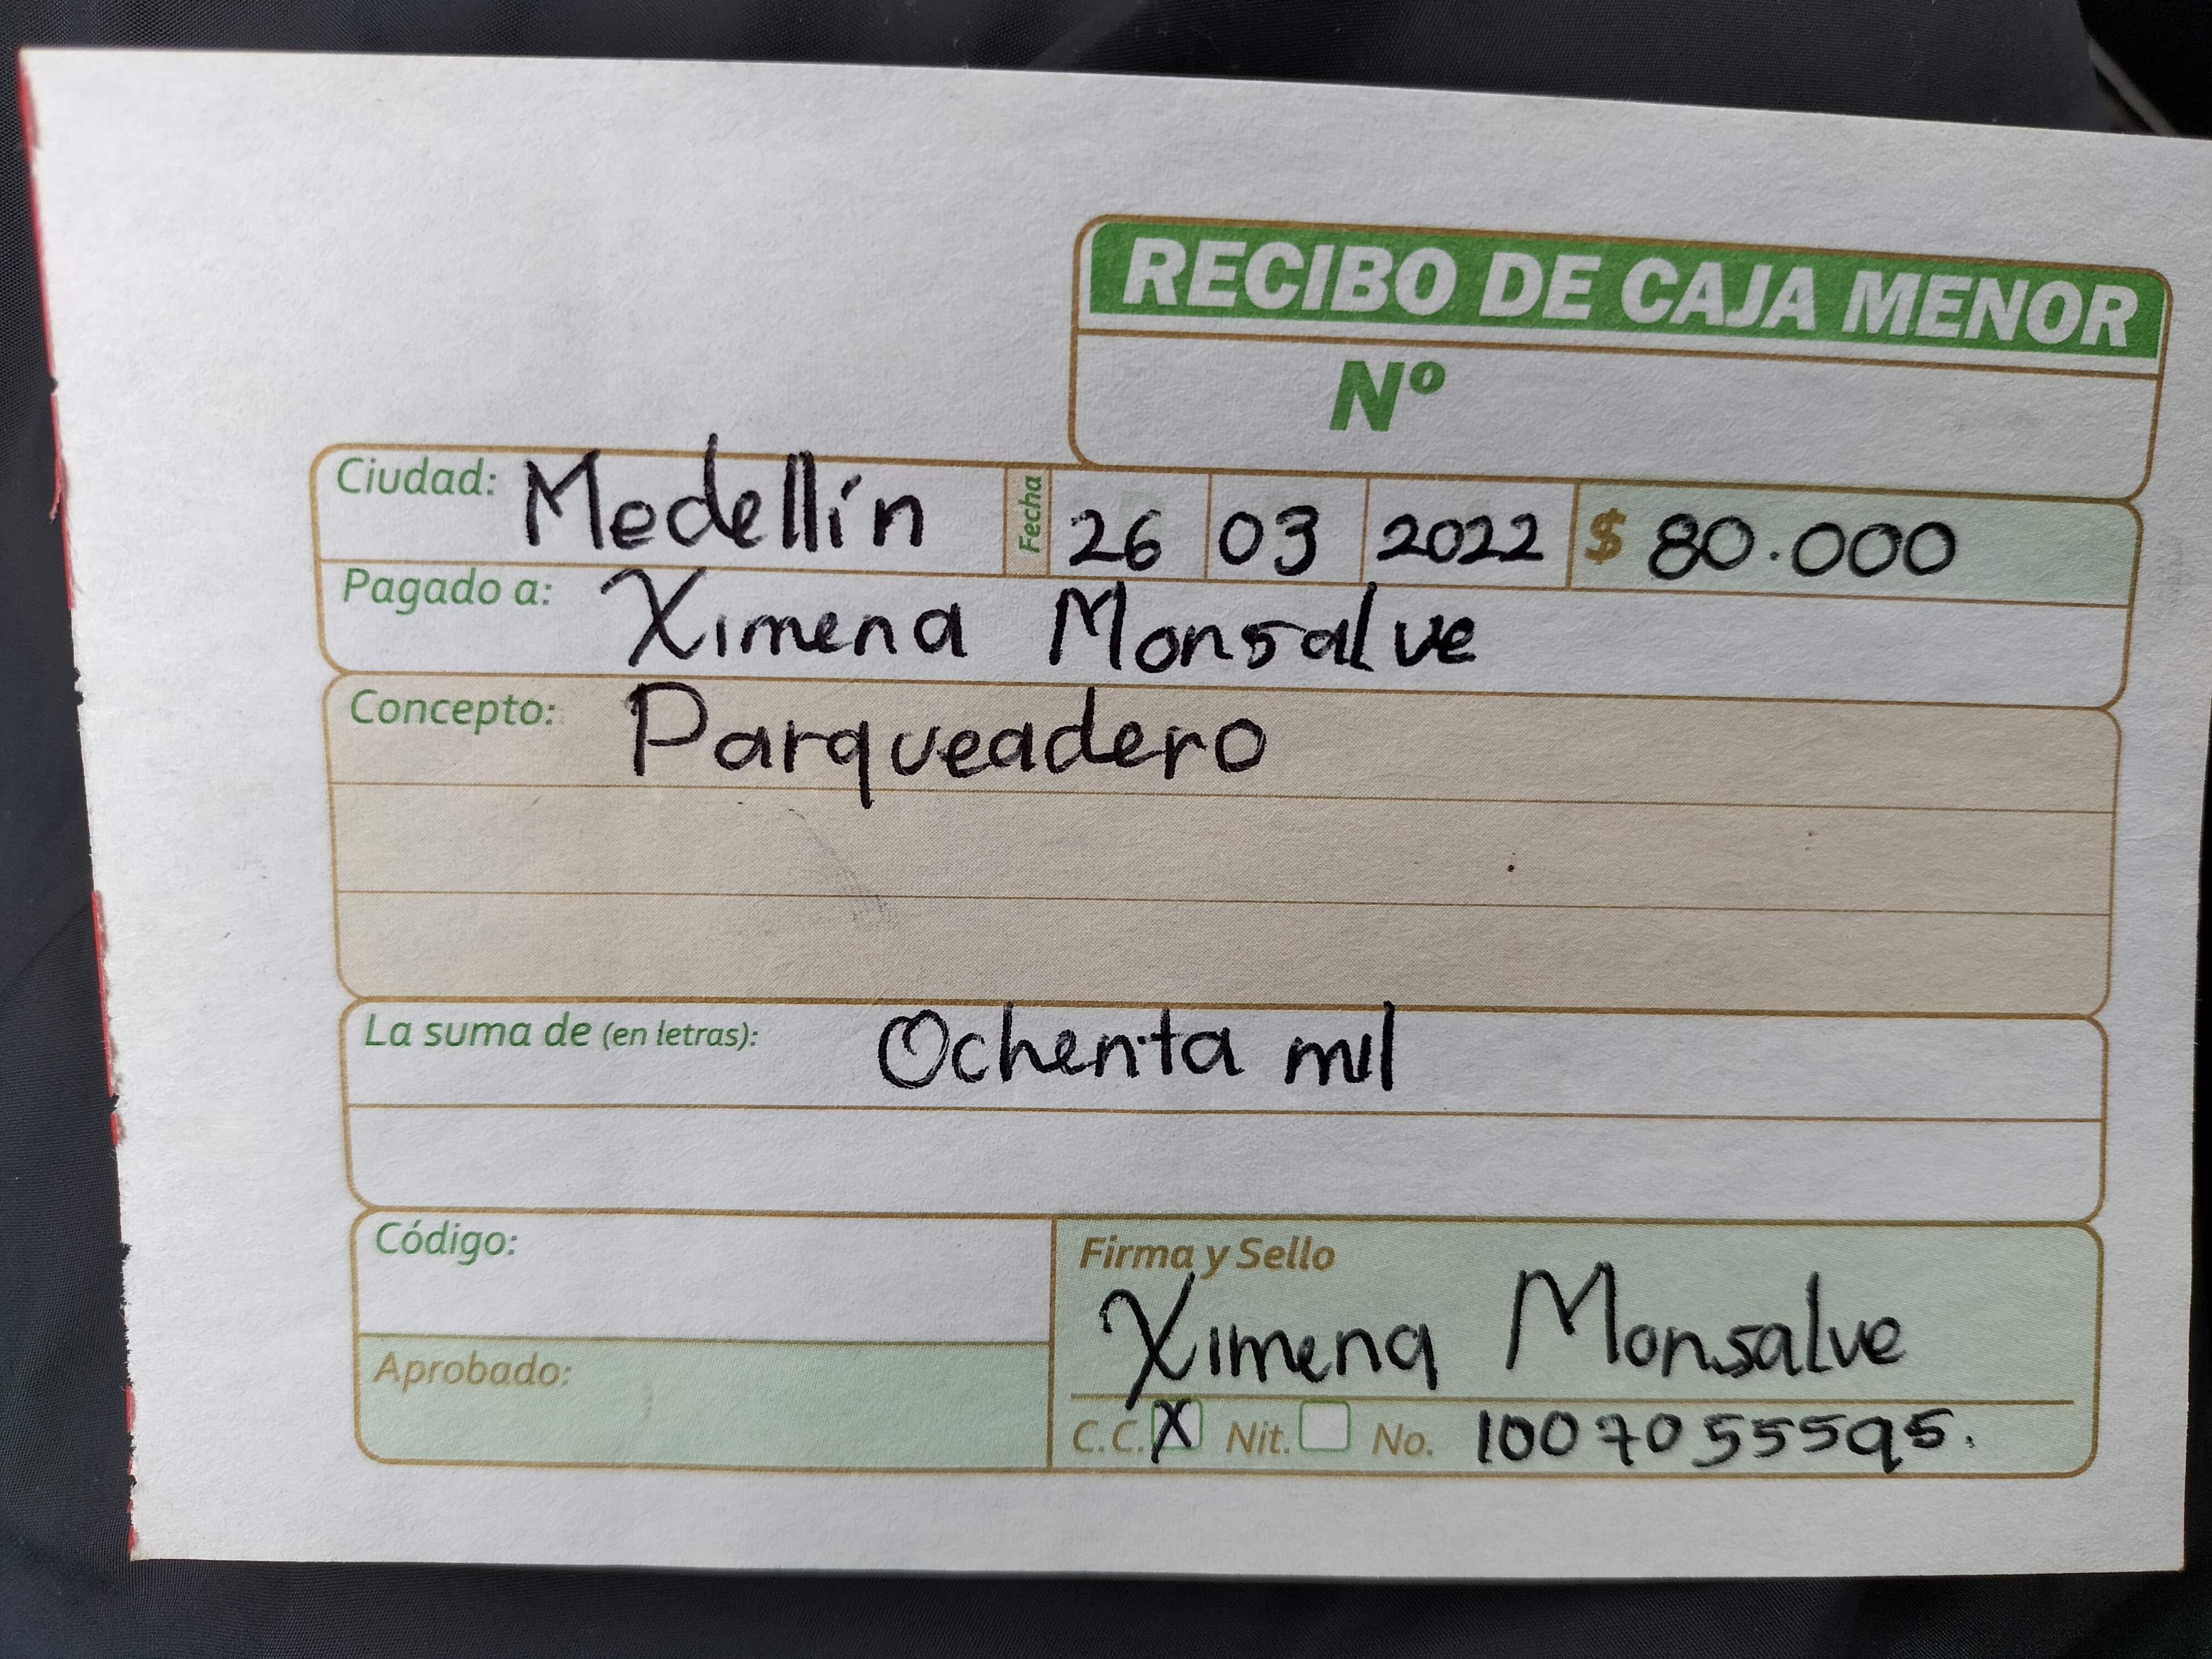 RECIBO DE CAJA MENOR
Nº
Ciudad: Medellín Fecha 26 03 2022 $ 80.000
Pagado a: Ximena Monsalve
Concepto: Parqueadero
La suma de (en letras): Ochenta mil
Código:
Aprobado:
Firma y Sello
Ximena Monsalve
C.C. X Nit. No. 1007055595.